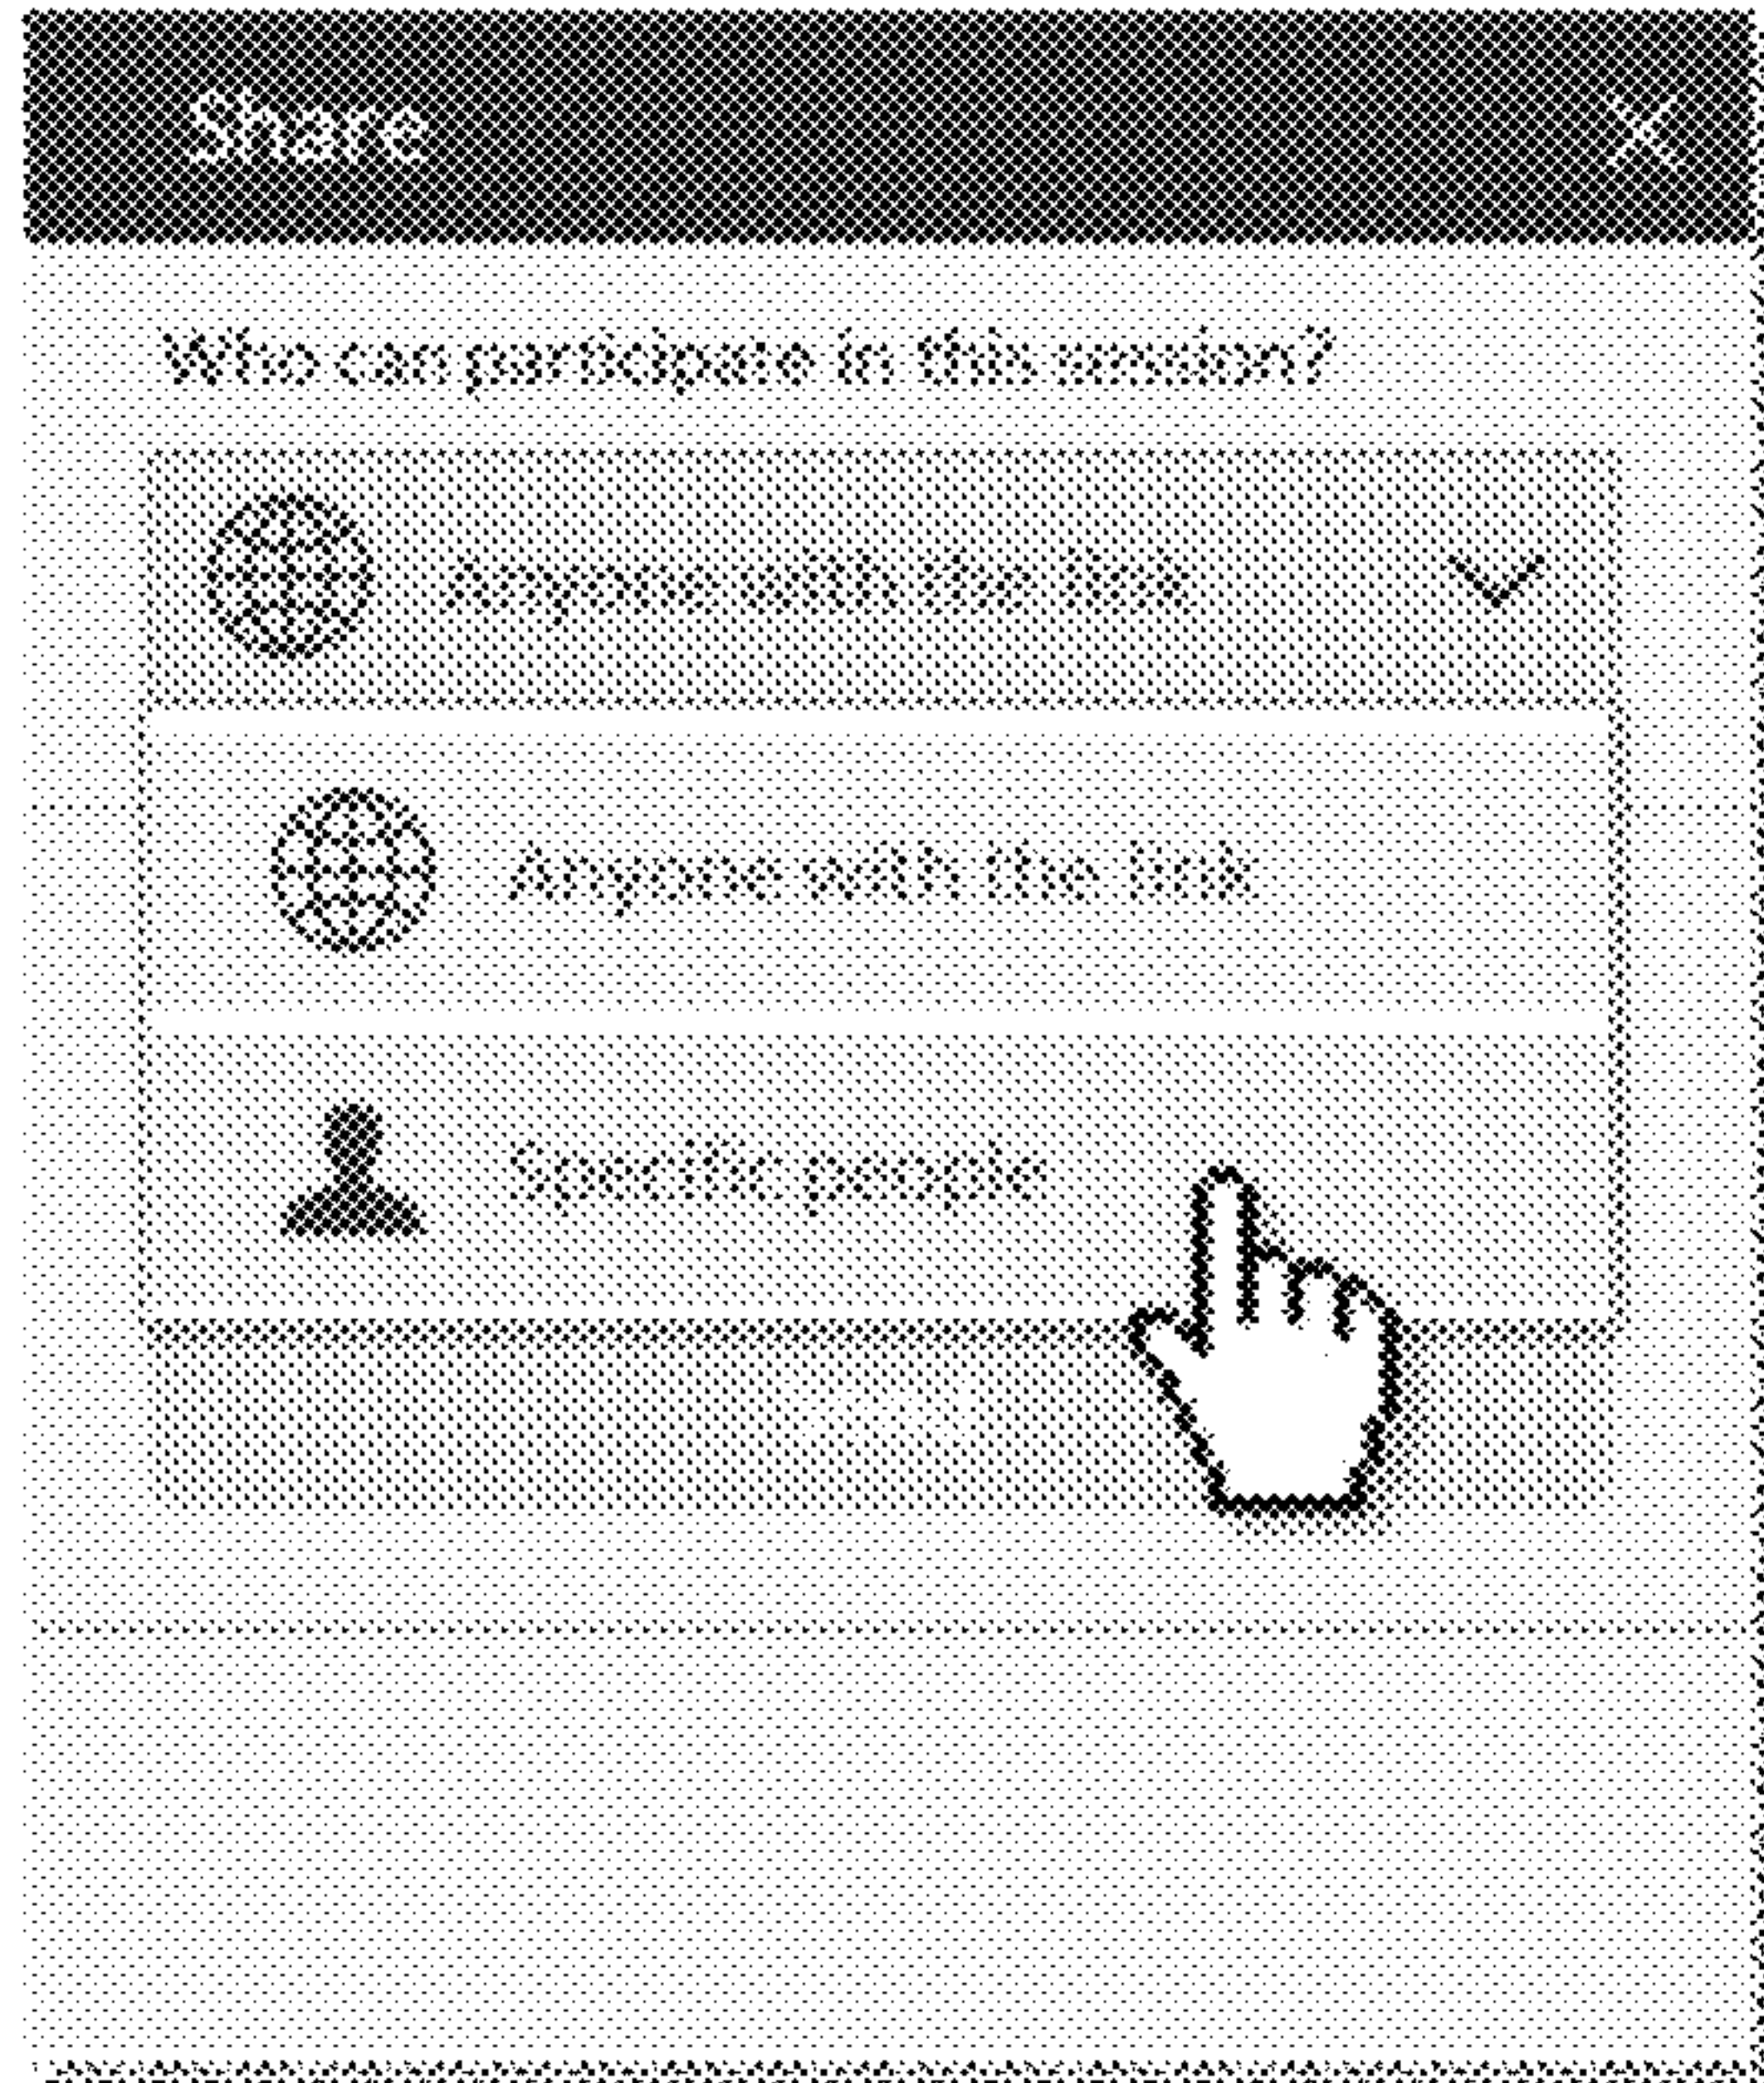 Share
Who can participate in this session?
Anyone with the link
Anyone with the link
Specific people